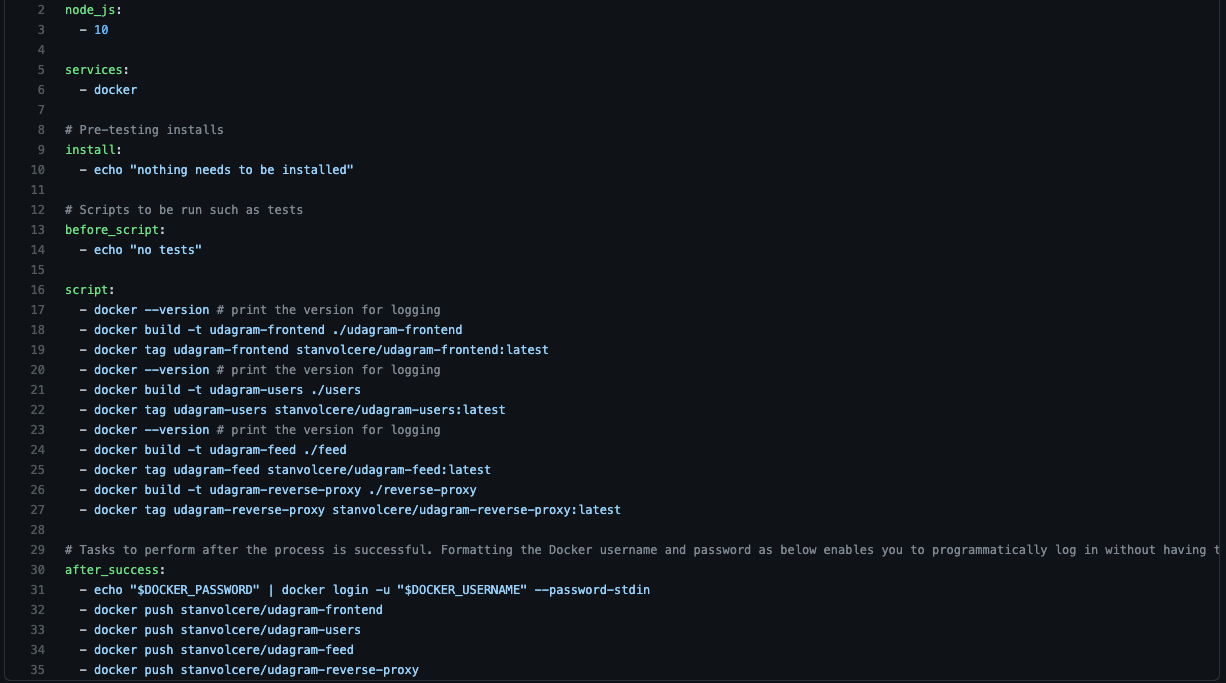 2 node_js:
3   - 10
4
5 services:
6   - docker
7
8 # Pre-testing installs
9 install:
10   - echo "nothing needs to be installed"
11
12 # Scripts to be run such as tests
13 before_script:
14   - echo "no tests"
15
16 script:
17   - docker --version # print the version for logging
18   - docker build -t udagram-frontend ./udagram-frontend
19   - docker tag udagram-frontend stanvolcere/udagram-frontend:latest
20   - docker --version # print the version for logging
21   - docker build -t udagram-users ./users
22   - docker tag udagram-users stanvolcere/udagram-users:latest
23   - docker --version # print the version for logging
24   - docker build -t udagram-feed ./feed
25   - docker tag udagram-feed stanvolcere/udagram-feed:latest
26   - docker build -t udagram-reverse-proxy ./reverse-proxy
27   - docker tag udagram-reverse-proxy stanvolcere/udagram-reverse-proxy:latest
28
29 # Tasks to perform after the process is successful. Formatting the Docker username and password as below enables you to programmatically log in without having t
30 after_success:
31   - echo "$DOCKER_PASSWORD" | docker login -u "$DOCKER_USERNAME" --password-stdin
32   - docker push stanvolcere/udagram-frontend
33   - docker push stanvolcere/udagram-users
34   - docker push stanvolcere/udagram-feed
35   - docker push stanvolcere/udagram-reverse-proxy